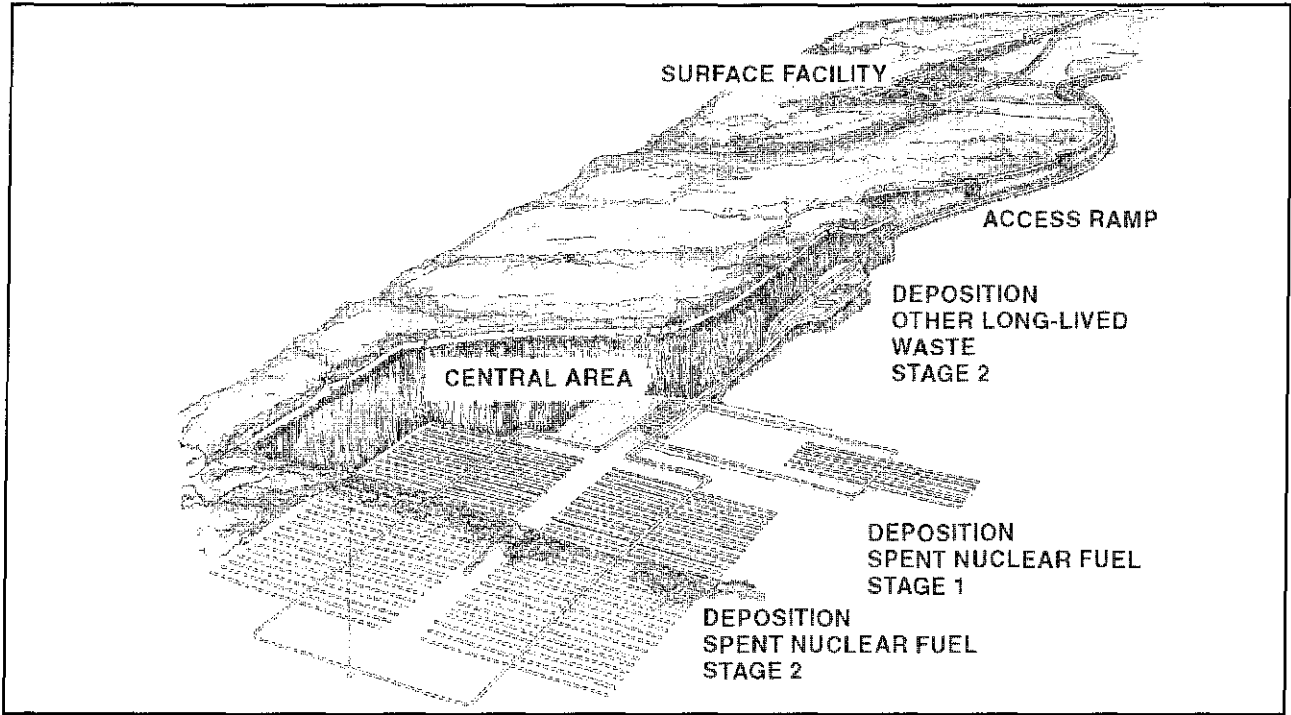 SURFACE FACILITY
ACCESS RAMP
DEPOSITION
OTHER LONG-LIVED
WASTE
STAGE 2
CENTRAL AREA
DEPOSITION
SPENT NUCLEAR FUEL
STAGE 1
DEPOSITION
SPENT NUCLEAR FUEL
STAGE 2